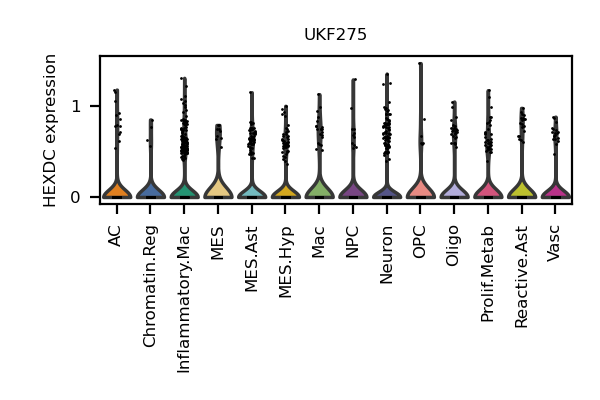 UKF275
HEXDC expression
1
0
AC
Chromatin.Reg
Inflammatory.Mac
MES
MES.Ast
MES.Hyp
Mac
NPC
Neuron
OPC
Oligo
Prolif.Metab
Reactive.Ast
Vasc